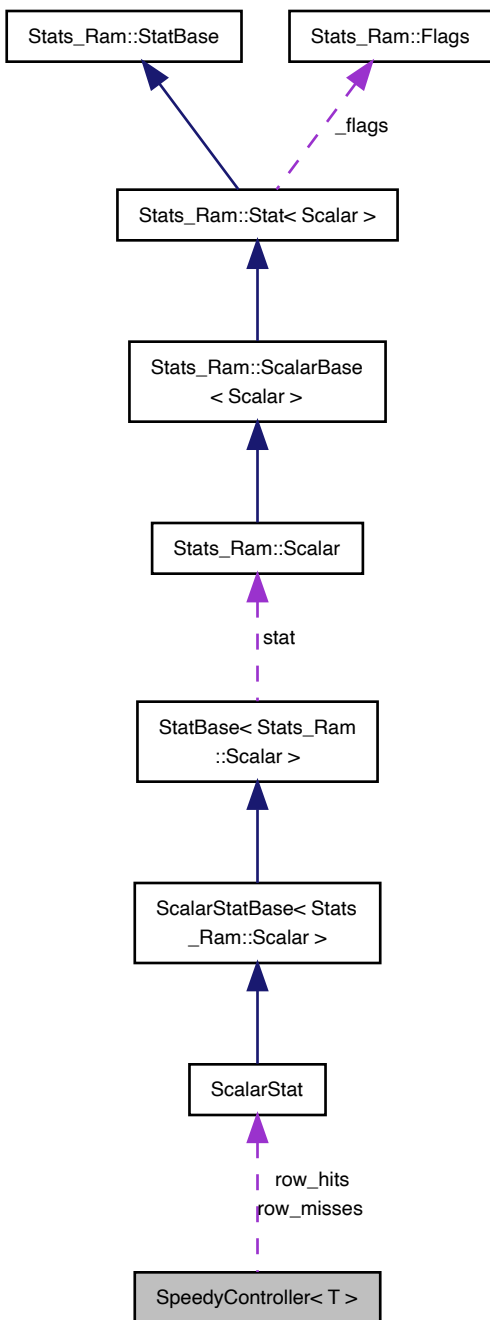 Stats_Ram::StatBase
Stats_Ram::Flags
_flags
Stats_Ram::Stat< Scalar >
Stats_Ram::ScalarBase
< Scalar >
Stats_Ram::Scalar
stat
StatBase< Stats_Ram
::Scalar >
ScalarStatBase< Stats
_Ram::Scalar >
ScalarStat
row_hits
row_misses
SpeedyController< T >